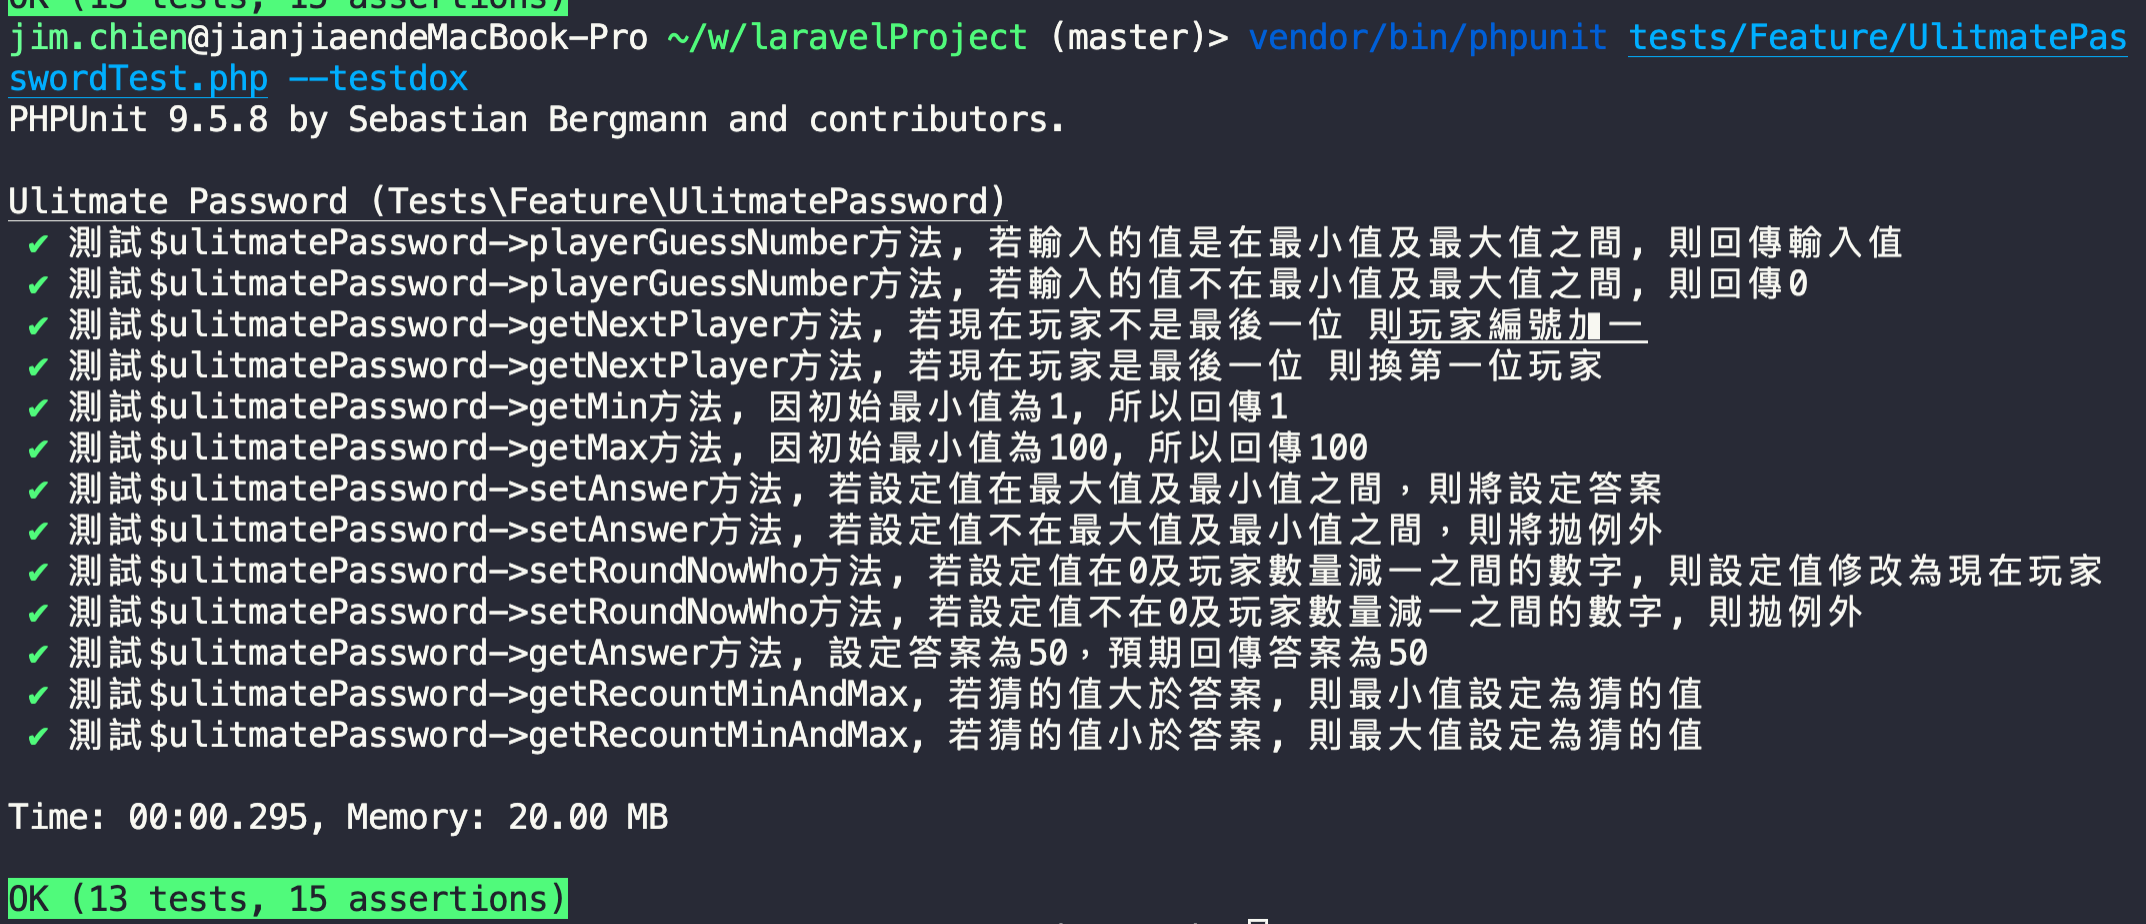 OK (13 tests, 15 assertions)
jim.chien@jianjiaendeMacBook-Pro ~/w/laravelProject (master)> vendor/bin/phpunit tests/Feature/UlitmatePas
swordTest.php --testdox
PHPUnit 9.5.8 by Sebastian Bergmann and contributors.
Ulitmate Password (Tests\Feature\UlitmatePassword)
✔ 測試$ulitmatePassword->playerGuessNumber方法, 若輸入的值是在最小值及最大值之間, 則回傳輸入值
✔ 測試$ulitmatePassword->playerGuessNumber方法, 若輸入的值不在最小值及最大值之間, 則回傳0
✔ 測試$ulitmatePassword->getNextPlayer方法, 若現在玩家不是最後一位 則玩家編號加一
✔ 測試$ulitmatePassword->getNextPlayer方法, 若現在玩家是最後一位 則換第一位玩家
✔ 測試$ulitmatePassword->getMin方法, 因初始最小值為1, 所以回傳1
✔ 測試$ulitmatePassword->getMax方法, 因初始最小值為100, 所以回傳100
✔ 測試$ulitmatePassword->setAnswer方法, 若設定值在最大值及最小值之間，則將設定答案
✔ 測試$ulitmatePassword->setAnswer方法, 若設定值不在最大值及最小值之間，則將拋例外
✔ 測試$ulitmatePassword->setRoundNowWho方法, 若設定值在0及玩家數量減一之間的數字, 則設定值修改為現在玩家
✔ 測試$ulitmatePassword->setRoundNowWho方法, 若設定值不在0及玩家數量減一之間的數字, 則拋例外
✔ 測試$ulitmatePassword->getAnswer方法, 設定答案為50，預期回傳答案為50
✔ 測試$ulitmatePassword->getRecountMinAndMax, 若猜的值大於答案, 則最小值設定為猜的值
✔ 測試$ulitmatePassword->getRecountMinAndMax, 若猜的值小於答案, 則最大值設定為猜的值
Time: 00:00.295, Memory: 20.00 MB
OK (13 tests, 15 assertions)